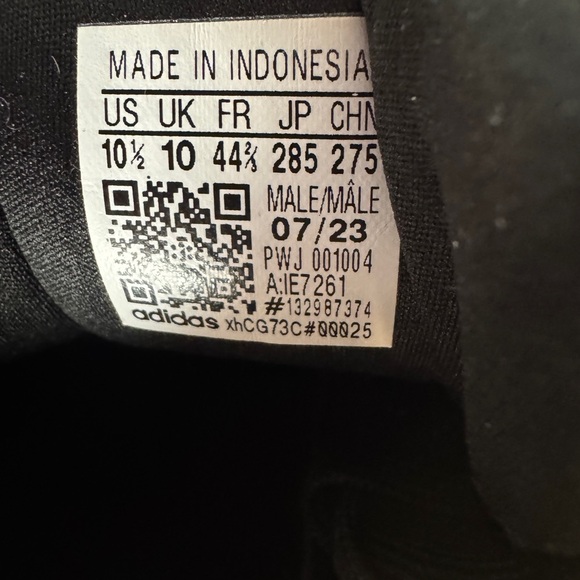 MADE IN INDONESIA
US UK FR JP CHN
10½ 10 44⅔ 285 275
MALE/MÂLE
07/23
PWJ 001004
A:IE7261
#132987374
adidas xhCG73C#00025